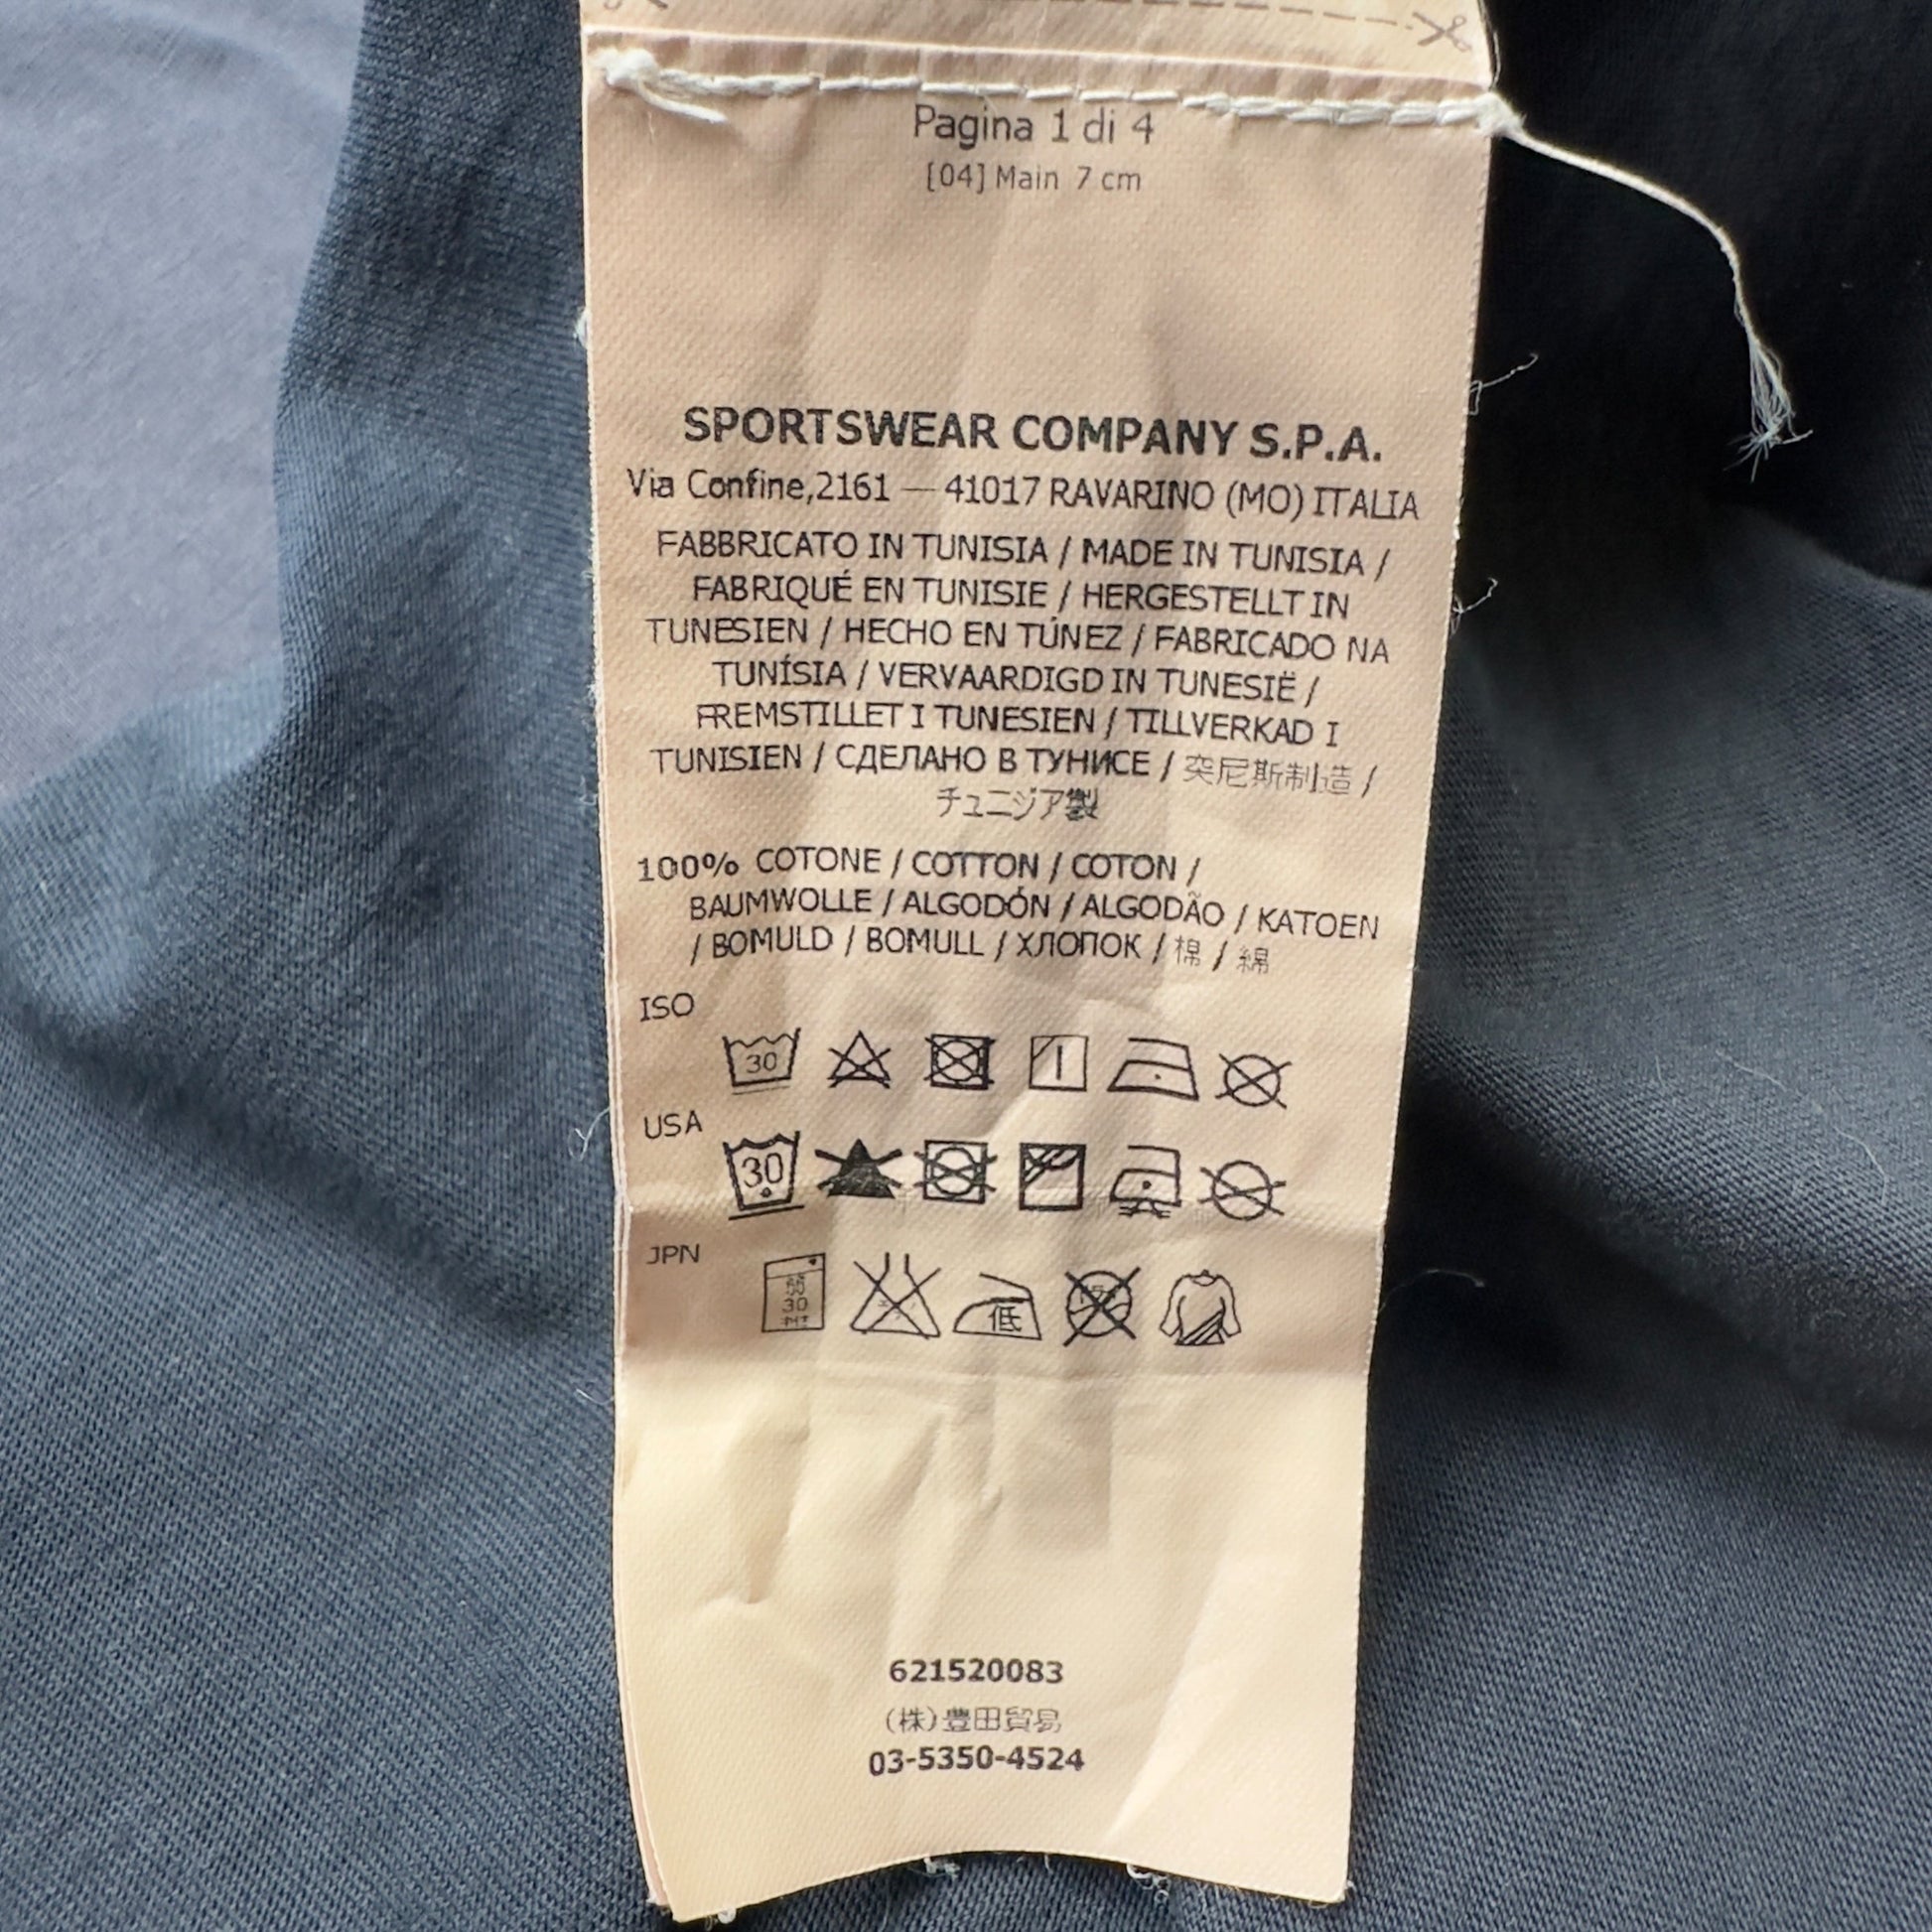 Pagina 1 di 4
[04] Main 7 cm
SPORTSWEAR COMPANY S.P.A.
Via Confine,2161 — 41017 RAVARINO (MO) ITALIA
FABBRICATO IN TUNISIA / MADE IN TUNISIA /
FABRIQUÉ EN TUNISIE / HERGESTELLT IN
TUNESIEN / HECHO EN TÚNEZ / FABRICADO NA
TUNÍSIA / VERVAARDIGD IN TUNESIË /
FREMSTILLET I TUNESIEN / TILLVERKAD I
TUNISIEN / СДЕЛАНО В ТУНИСЕ / 突尼斯制造 /
チュニジア製
100% COTONE / COTTON / COTON /
BAUMWOLLE / ALGODÓN / ALGODÃO / KATOEN
/ BOMULD / BOMULL / ХЛОПОК / 棉 / 綿
ISO
30
USA
30
JPN
弱
30
低
621520083
(株)豊田貿易
03-5350-4524